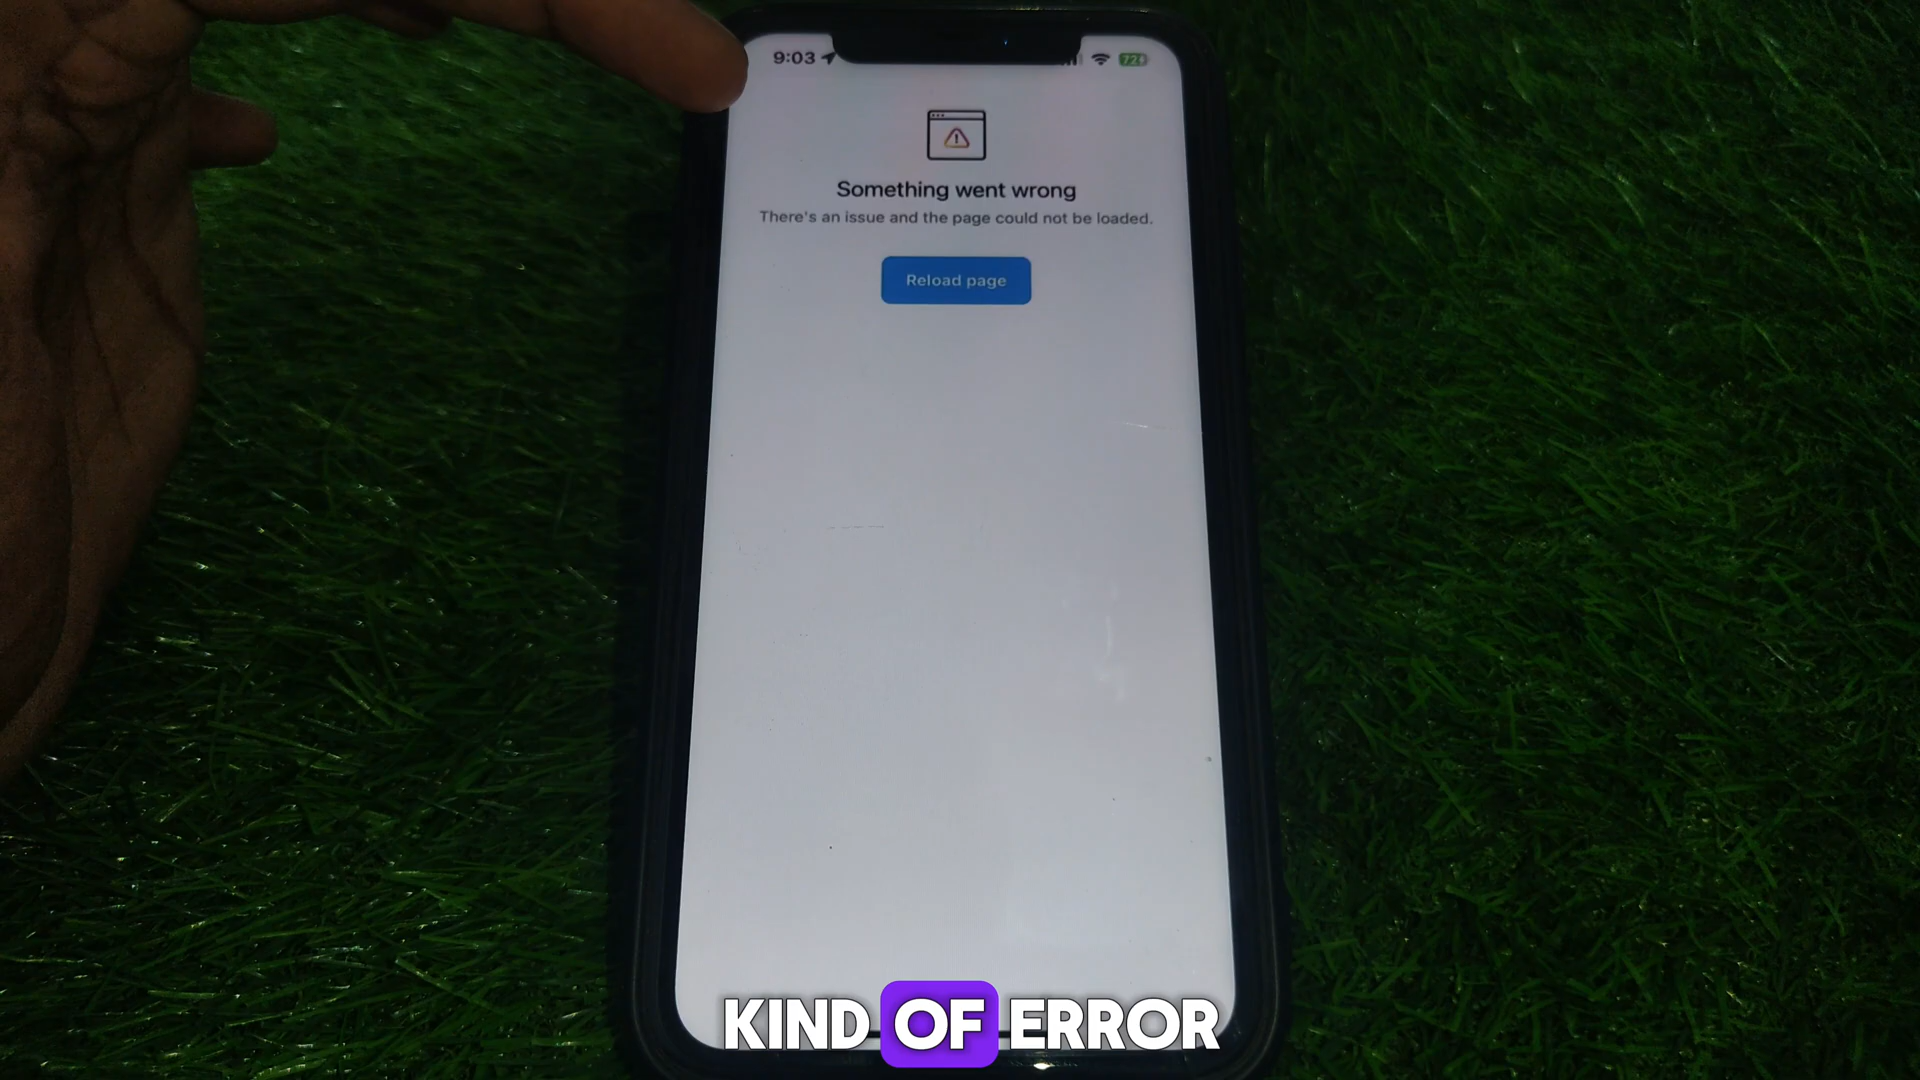 9:03
72
Something went wrong
There's an issue and the page could not be loaded.
Reload page
KIND OF ERROR